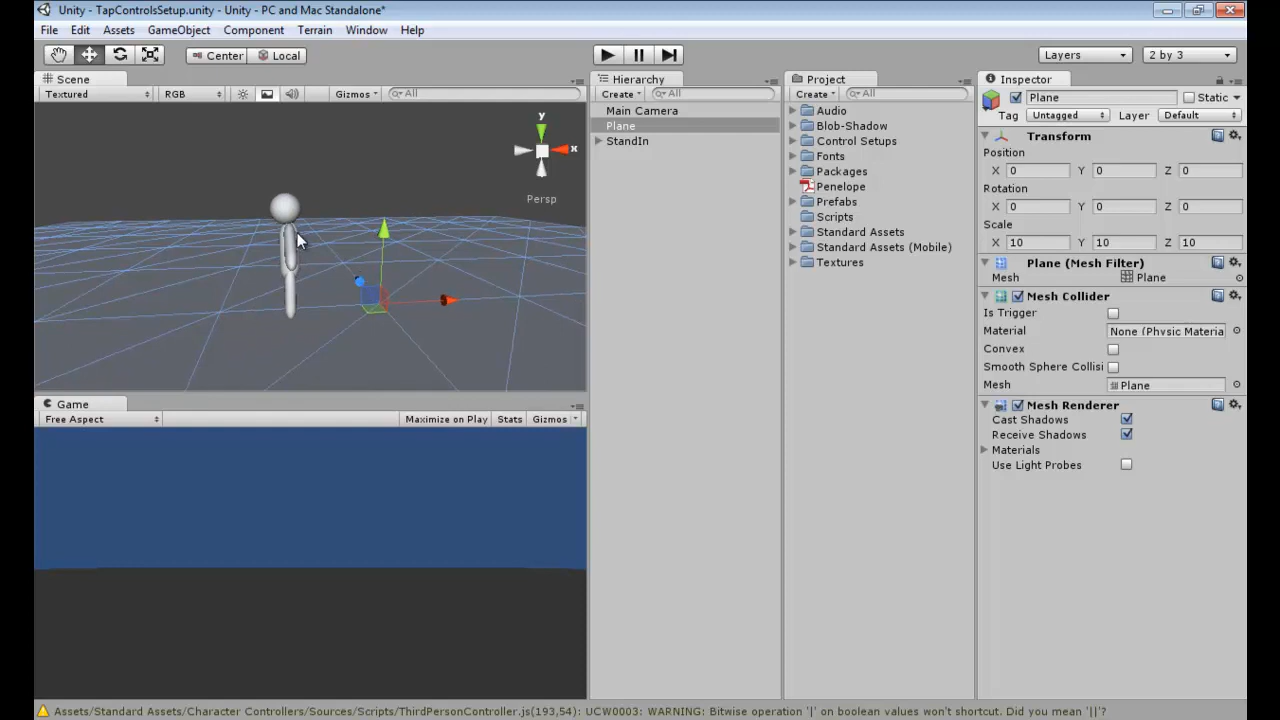 Unity - TapControlsSetup.unity - Unity - PC and Mac Standalone*
File Edit Assets GameObject Component Terrain Window Help
Center Local Layers 2 by 3
Scene
Textured RGB Gizmos All
y
x
Persp
Game
Free Aspect Maximize on Play Stats Gizmos
Hierarchy
Create All
Main Camera
Plane
StandIn
Project
Create All
Audio
Blob-Shadow
Control Setups
Fonts
Packages
Penelope
Prefabs
Scripts
Standard Assets
Standard Assets (Mobile)
Textures
Inspector
Plane Static
Tag Untagged Layer Default
Transform
Position
X 0 Y 0 Z 0
Rotation
X 0 Y 0 Z 0
Scale
X 10 Y 10 Z 10
Plane (Mesh Filter)
Mesh Plane
Mesh Collider
Is Trigger
Material None (Physic Materia
Convex
Smooth Sphere Collisi
Mesh Plane
Mesh Renderer
Cast Shadows
Receive Shadows
Materials
Use Light Probes
Assets/Standard Assets/Character Controllers/Sources/Scripts/ThirdPersonController.js(193,54): UCW0003: WARNING: Bitwise operation '|' on boolean values won't shortcut. Did you mean '||'?